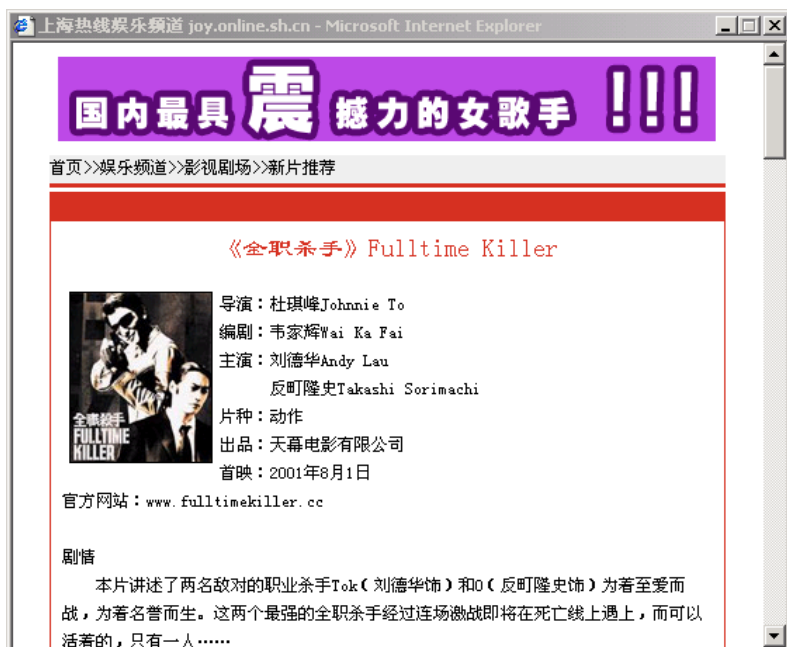 上海热线娱乐频道 joy.online.sh.cn - Microsoft Internet Explorer
国内最具震撼力的女歌手!!!
首页>>娱乐频道>>影视剧场>>新片推荐
《全职杀手》Fulltime Killer
导演：杜琪峰Johnnie To
编剧：韦家辉Wai Ka Fai
主演：刘德华Andy Lau
反町隆史Takashi Sorimachi
片种：动作
出品：天幕电影有限公司
首映：2001年8月1日
全職殺手
FULLTIME
KILLER
官方网站：www.fulltimekiller.cc
剧情
本片讲述了两名敌对的职业杀手Tok（刘德华饰）和O（反町隆史饰）为着至爱而
战，为着名誉而生。这两个最强的全职杀手经过连场激战即将在死亡线上遇上，而可以
活着的，只有一人……